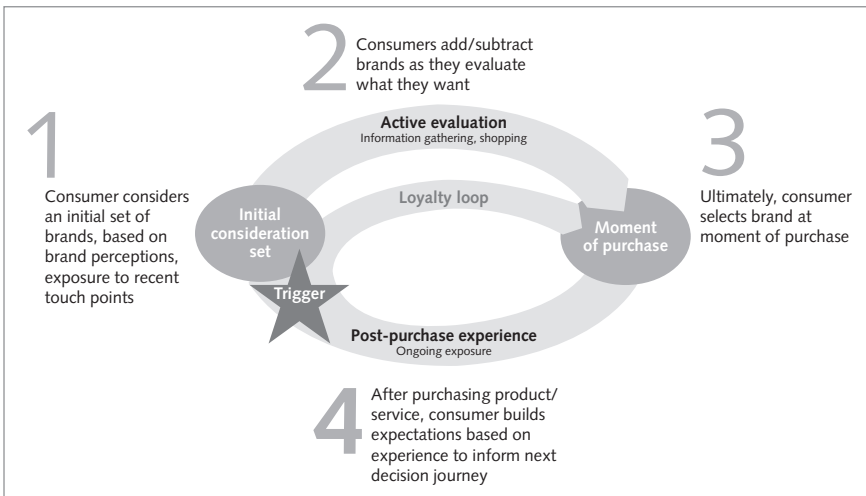 2
Consumers add/subtract
brands as they evaluate
what they want
1
Consumer considers
an initial set of
brands, based on
brand perceptions,
exposure to recent
touch points
Active evaluation
Information gathering, shopping
Loyalty loop
Initial
consideration
set
Trigger
Moment
of purchase
3
Ultimately, consumer
selects brand at
moment of purchase
Post-purchase experience
Ongoing exposure
4
After purchasing product/
service, consumer builds
expectations based on
experience to inform next
decision journey